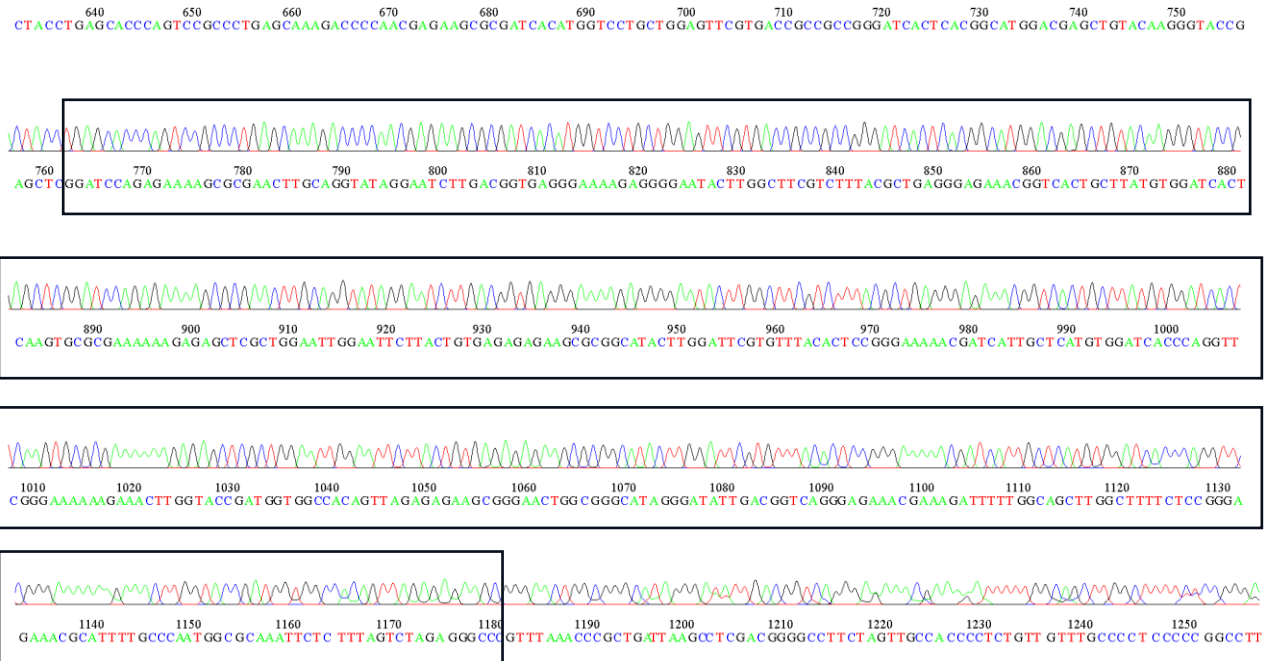 640 650 660 670 680 690 700 710 720 730 740 750
CTACCTGAGCACCCAGTCCGCCCTGAGCAAAGACCCCAACGAGAAGCGCGATCACATGGTCCTGCTGGAGTTCGTGACCGCCGCCGGGATCACTCACGGCATGGACGAGCTGTACAAGGGTACCG
760 770 780 790 800 810 820 830 840 850 860 870 880
AGCTCGGATCCAGAGAAAAGCGCGAACTTGCAGGTATAGGAATCTTGACGGTGAGGGAAAAGAGGGGAATACTTGGCTTCGTCTTTACGCTGAGGGAGAAACGGTCACTGCTTATGTGGATCACT
890 900 910 920 930 940 950 960 970 980 990 1000
CAAGTGCGCGAAAAAAGAGAGCTCGCTGGAATTGGAATTCTTACTGTGAGAGAGAAGCGCGGCATACTTGGATTCGTGTTTACACTCCGGGAAAAACGATCATTGCTCATGTGGATCACCCAGGTT
1010 1020 1030 1040 1050 1060 1070 1080 1090 1100 1110 1120 1130
CGGGAAAAAAGAAACTTGGTACCGATGGTGGCCACAGTTAGAGAGAAGCGGGAACTGGCGGGCATAGGGATATTGACGGTCAGGGAGAAACGAAAGATTTTTGGCAGCTTGGCTTTTCTCCGGGA
1140 1150 1160 1170 1180 1190 1200 1210 1220 1230 1240 1250
GAAACGCATTTTGCCCAATGGCGCAAATTCTCTTTAGTCTAGAGGGCCCGTTTAAACCCGCTGATTAAGCCTCGACGGGGCCTTCTAGTTGCCACCCCTCTGTTGTTTGCCCCTCCCCCGGCCTT